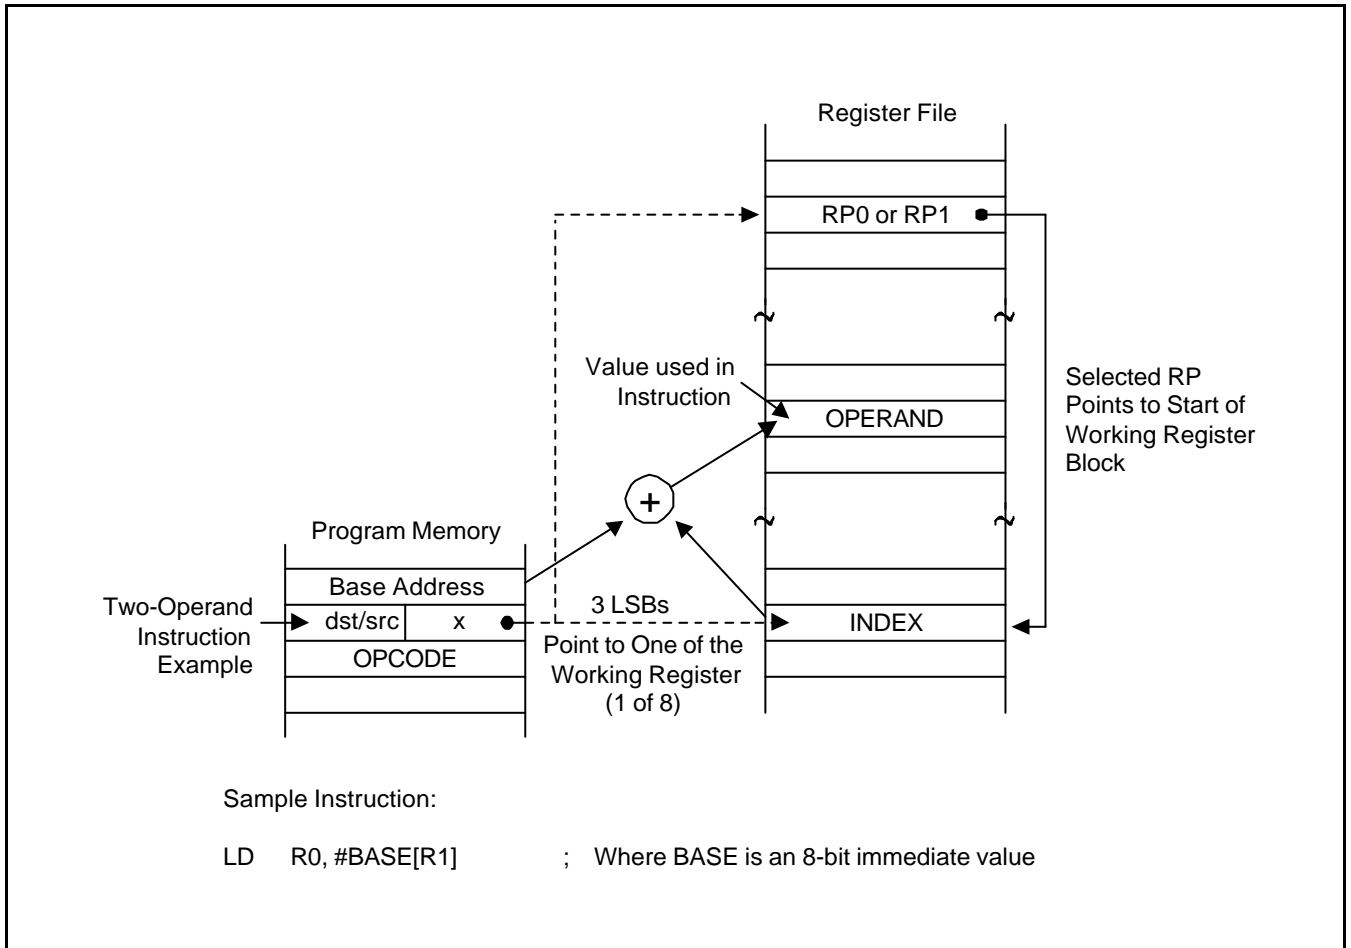 Register File
RP0 or RP1
Value used in
Instruction
OPERAND
Selected RP
Points to Start of
Working Register
Block
+
Program Memory
Base Address
Two-Operand
Instruction
Example
dst/src
x
3 LSBs
INDEX
OPCODE
Point to One of the
Working Register
(1 of 8)
Sample Instruction:
LD R0, #BASE[R1] ; Where BASE is an 8-bit immediate value